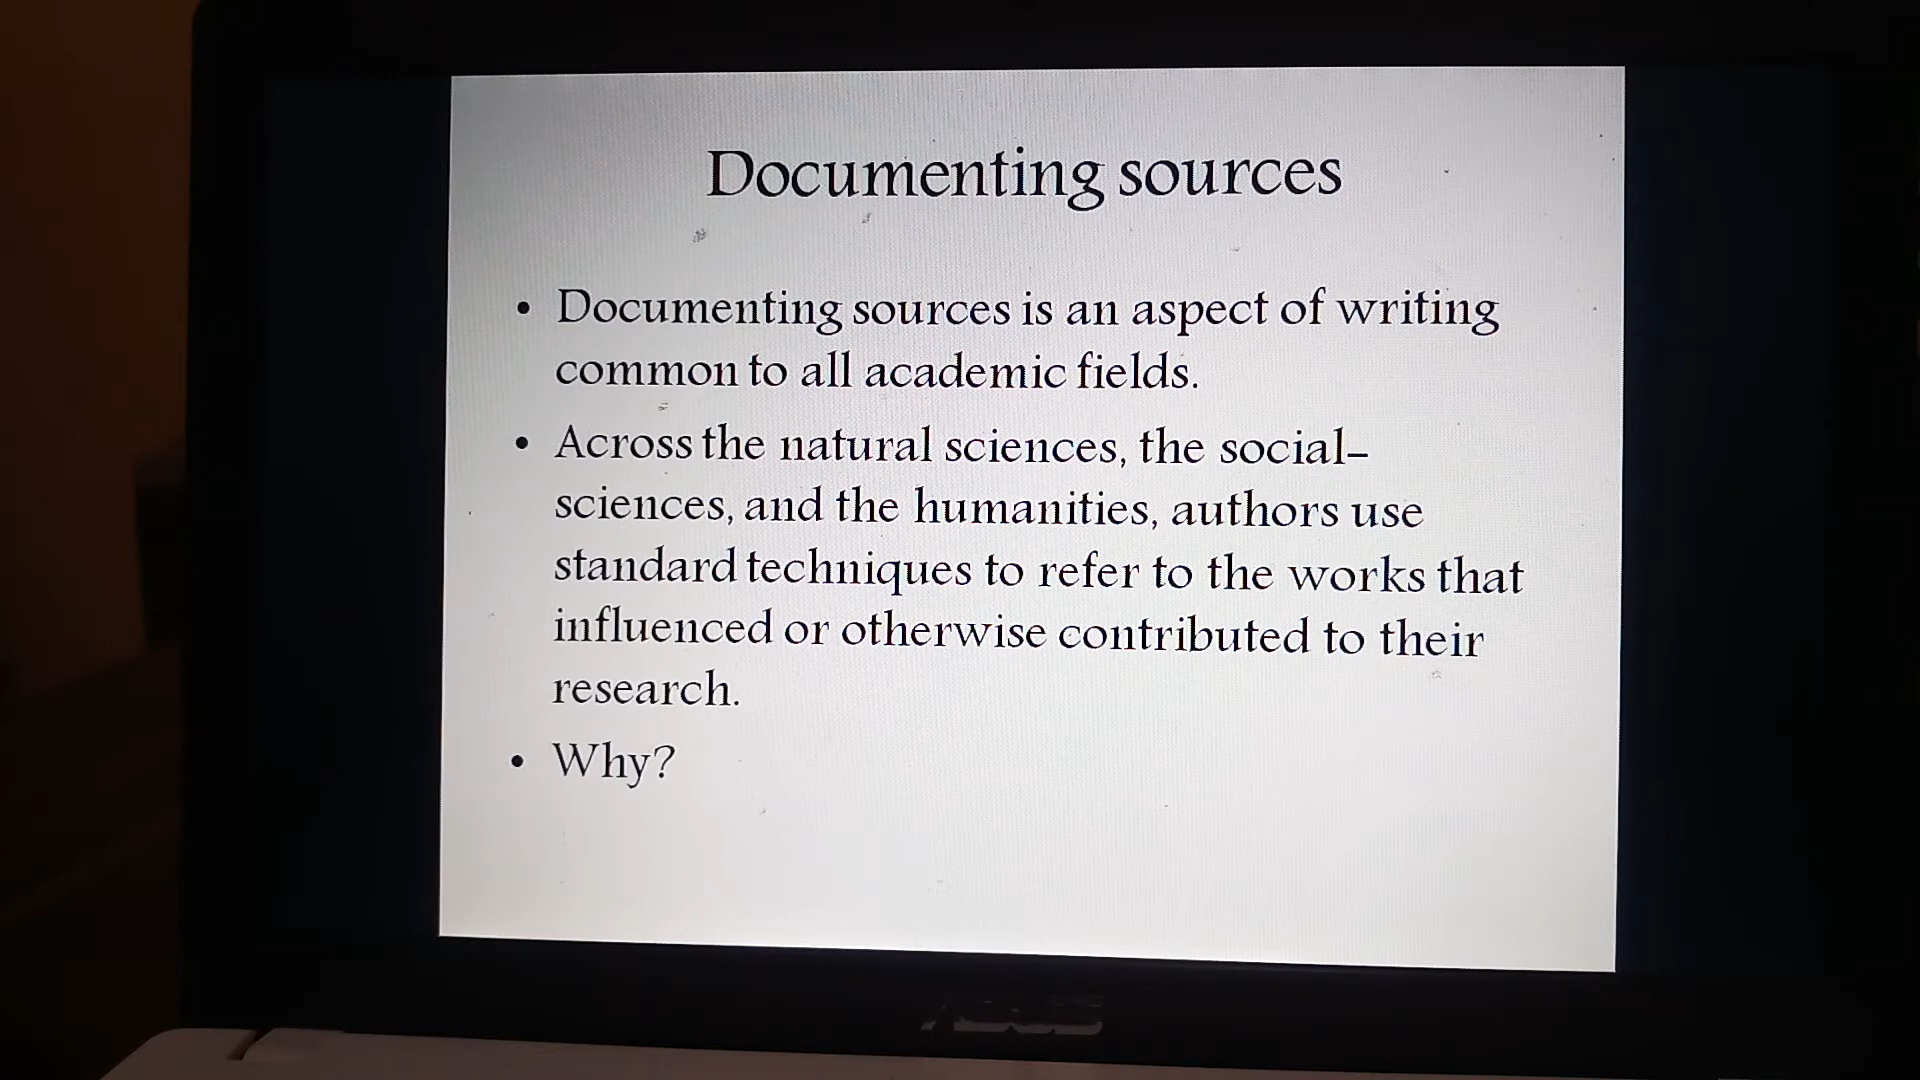 Documenting sources
• Documenting sources is an aspect of writing
common to all academic fields.
• Across the natural sciences, the social-
sciences, and the humanities, authors use
standard techniques to refer to the works that
influenced or otherwise contributed to their
research.
• Why?
ASUS